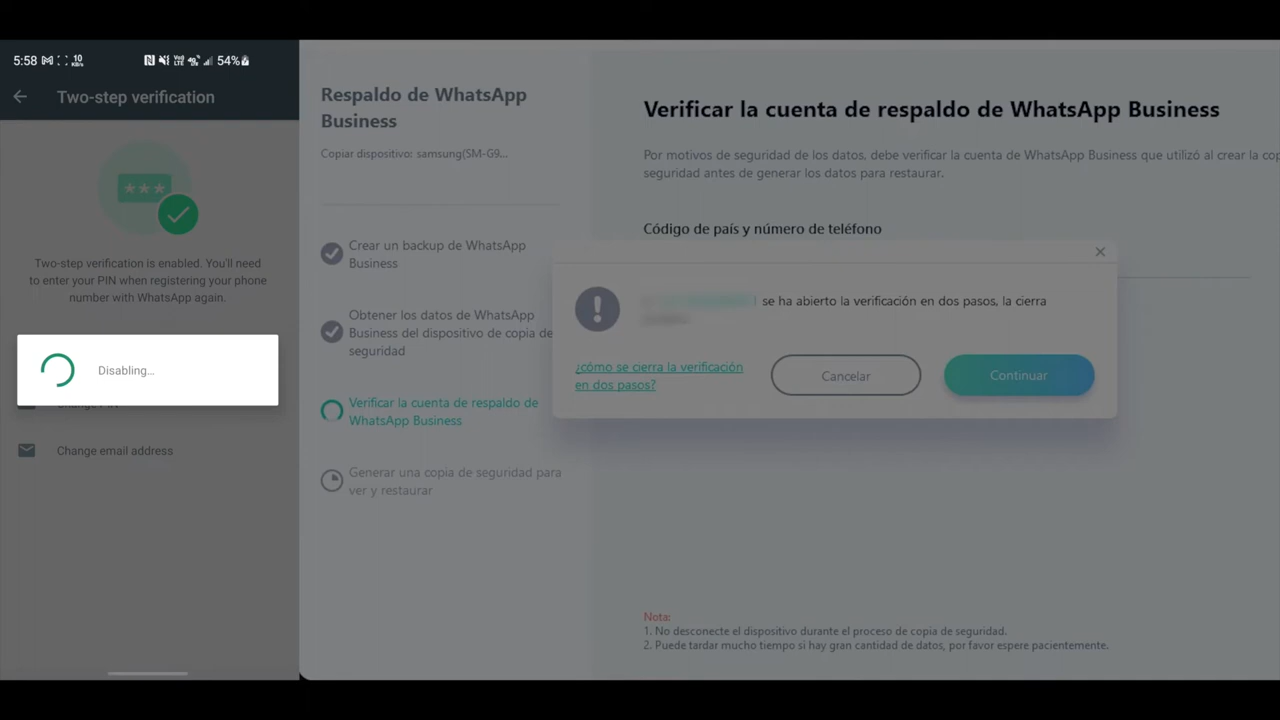 5:58
10
KB/s
Vo))
LTE
4G
54%
Two-step verification
***
Two-step verification is enabled. You'll need
to enter your PIN when registering your phone
number with WhatsApp again.
Disabling...
Change PIN
Change email address
Respaldo de WhatsApp
Business
Copiar dispositivo: samsung(SM-G9...
Crear un backup de WhatsApp
Business
Obtener los datos de WhatsApp
Business del dispositivo de copia de
seguridad
Verificar la cuenta de respaldo de
WhatsApp Business
Generar una copia de seguridad para
ver y restaurar
Verificar la cuenta de respaldo de WhatsApp Business
Por motivos de seguridad de los datos, debe verificar la cuenta de WhatsApp Business que utilizó al crear la cop
seguridad antes de generar los datos para restaurar.
Código de país y número de teléfono
se ha abierto la verificación en dos pasos, la cierra
¿cómo se cierra la verificación
en dos pasos?
Cancelar
Continuar
Nota:
1. No desconecte el dispositivo durante el proceso de copia de seguridad.
2. Puede tardar mucho tiempo si hay gran cantidad de datos, por favor espere pacientemente.